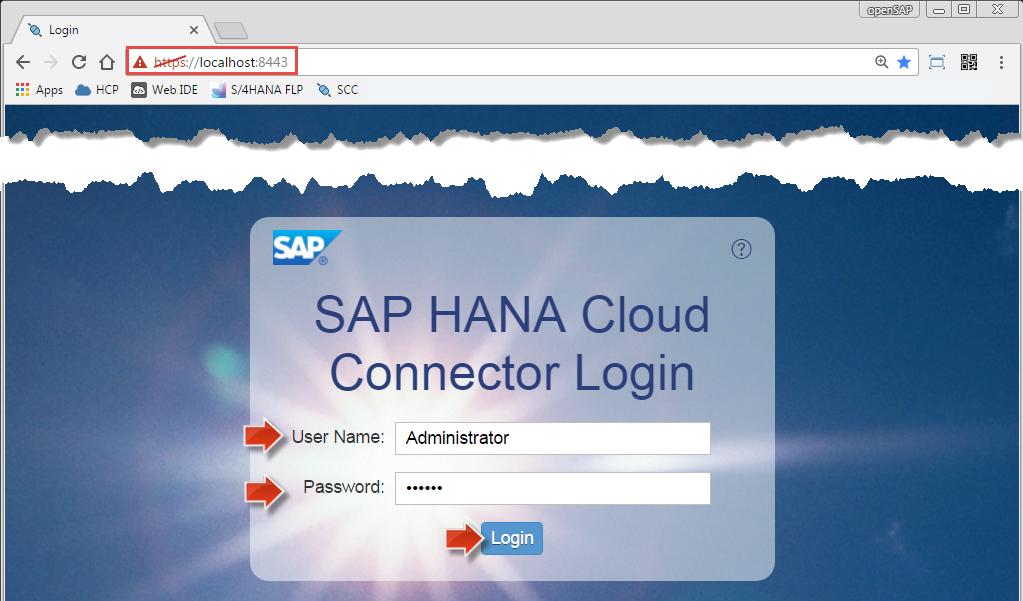 openSAP
Login
https://localhost:8443
Apps HCP Web IDE S/4HANA FLP SCC
SAP®
?
SAP HANA Cloud
Connector Login
User Name: Administrator
Password: ••••••
Login